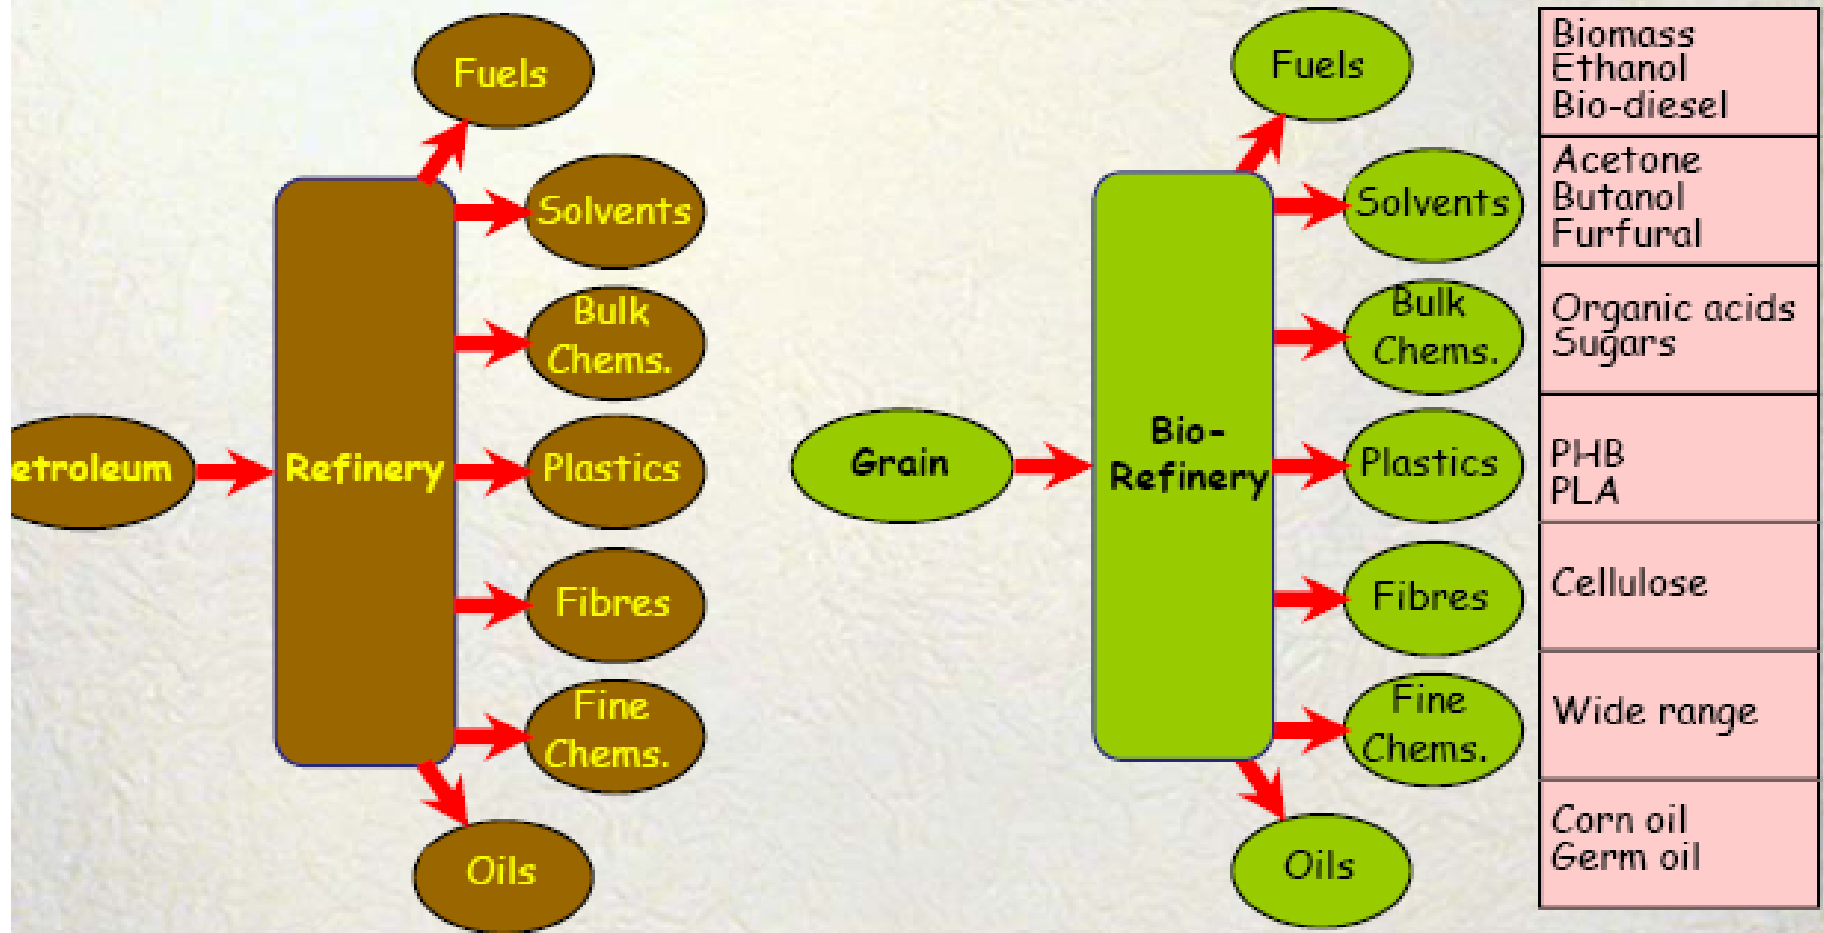 Fuels
Solvents
Bulk
Chems.
etroleum
Refinery
Plastics
Fibres
Fine
Chems.
Oils
Fuels
Solvents
Bulk
Chems.
Grain
Bio-
Refinery
Plastics
Fibres
Fine
Chems.
Oils
Biomass
Ethanol
Bio-diesel
Acetone
Butanol
Furfural
Organic acids
Sugars
PHB
PLA
Cellulose
Wide range
Corn oil
Germ oil